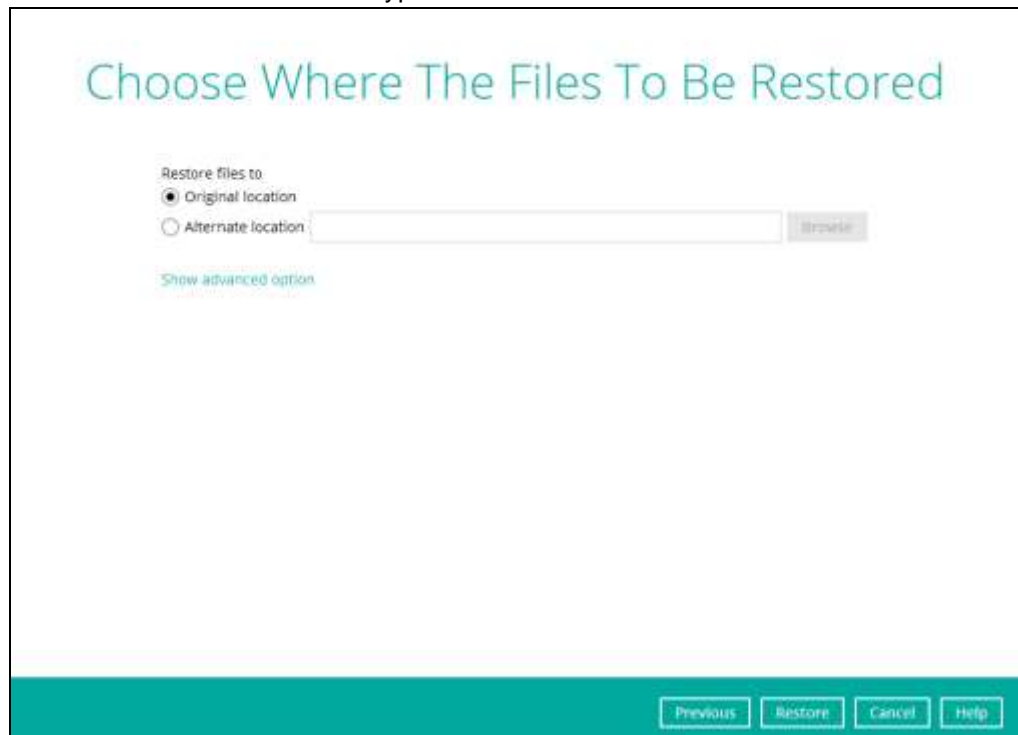 Choose Where The Files To Be Restored
Restore files to
Original location
Alternate location
Browse
Show advanced option
Previous Restore Cancel Help